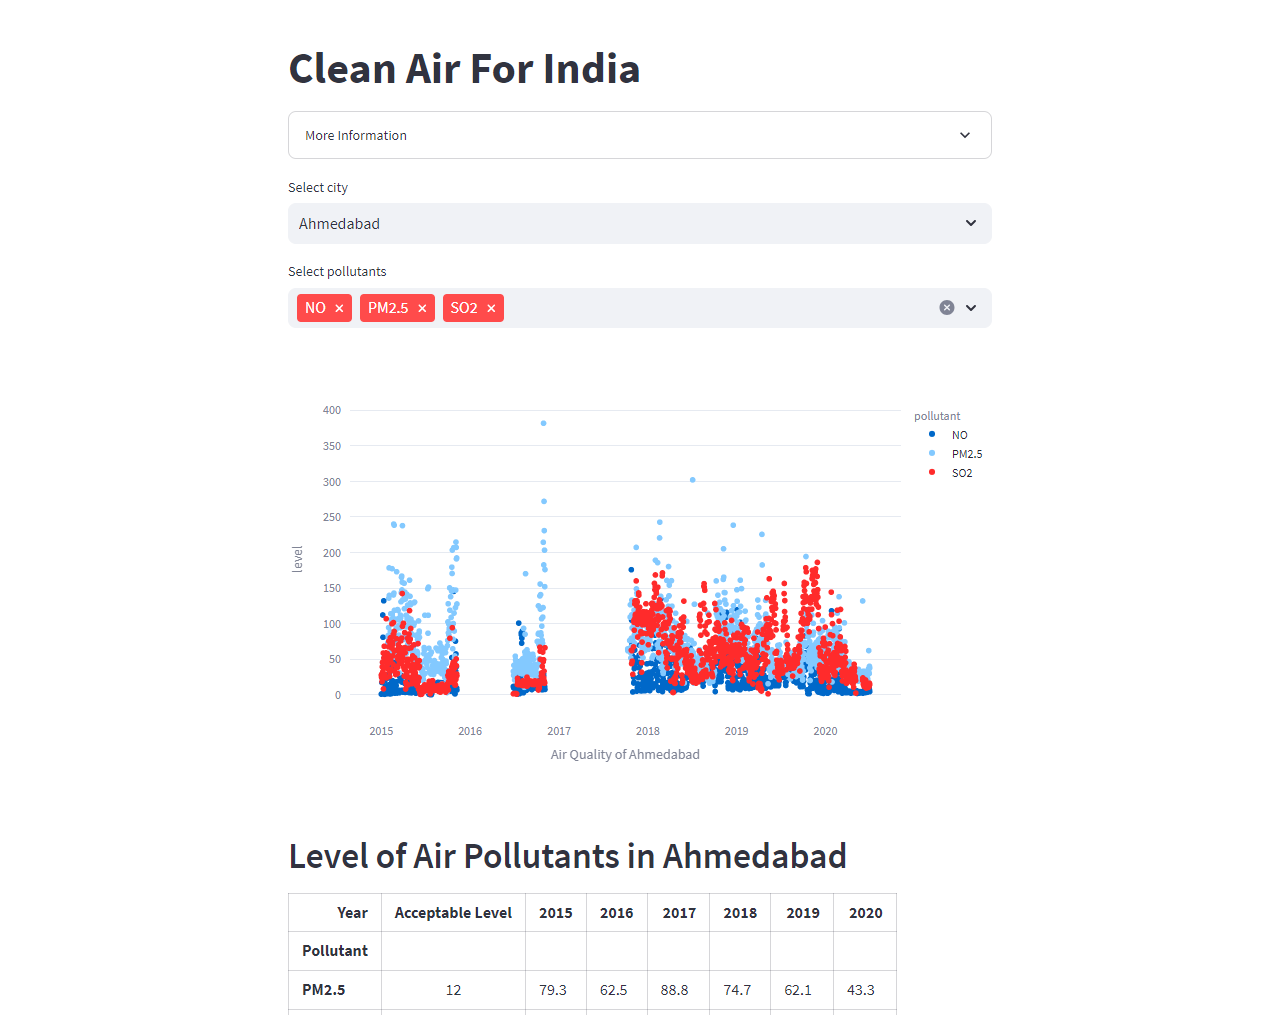 Clean Air For India
More Information
Select city
Ahmedabad
Select pollutants
NO PM2.5 SO2
pollutant
NO
PM2.5
SO2
level
400
350
300
250
200
150
100
50
0
2015 2016 2017 2018 2019 2020
Air Quality of Ahmedabad
Level of Air Pollutants in Ahmedabad
Year Acceptable Level 2015 2016 2017 2018 2019 2020
Pollutant
PM2.5 12 79.3 62.5 88.8 74.7 62.1 43.3